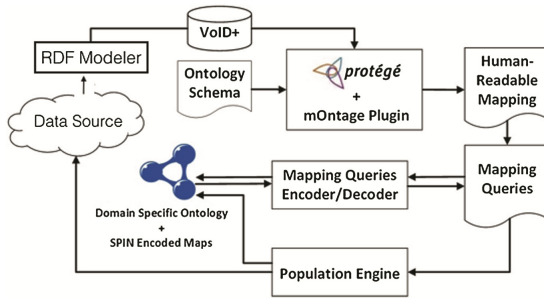 VoID+
RDF Modeler
Data Source
Ontology
Schema
protégé
+
mOntage Plugin
Human-
Readable
Mapping
Mapping Queries
Encoder/Decoder
Mapping
Queries
Domain Specific Ontology
+
SPIN Encoded Maps
Population Engine